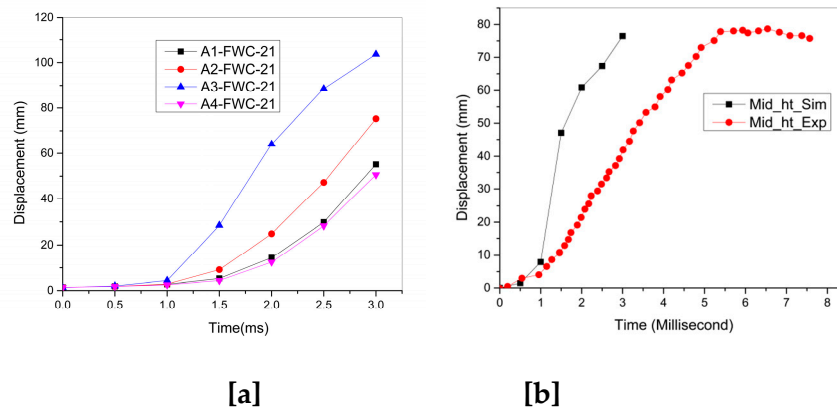 120
100
80
60
40
20
0
Displacement (mm)
A1-FWC-21
A2-FWC-21
A3-FWC-21
A4-FWC-21
0.0 0.5 1.0 1.5 2.0 2.5 3.0
Time(ms)
[a]
80
70
60
50
40
30
20
10
0
Displacement (mm)
Mid_ht_Sim
Mid_ht_Exp
0 1 2 3 4 5 6 7 8
Time (Millisecond)
[b]